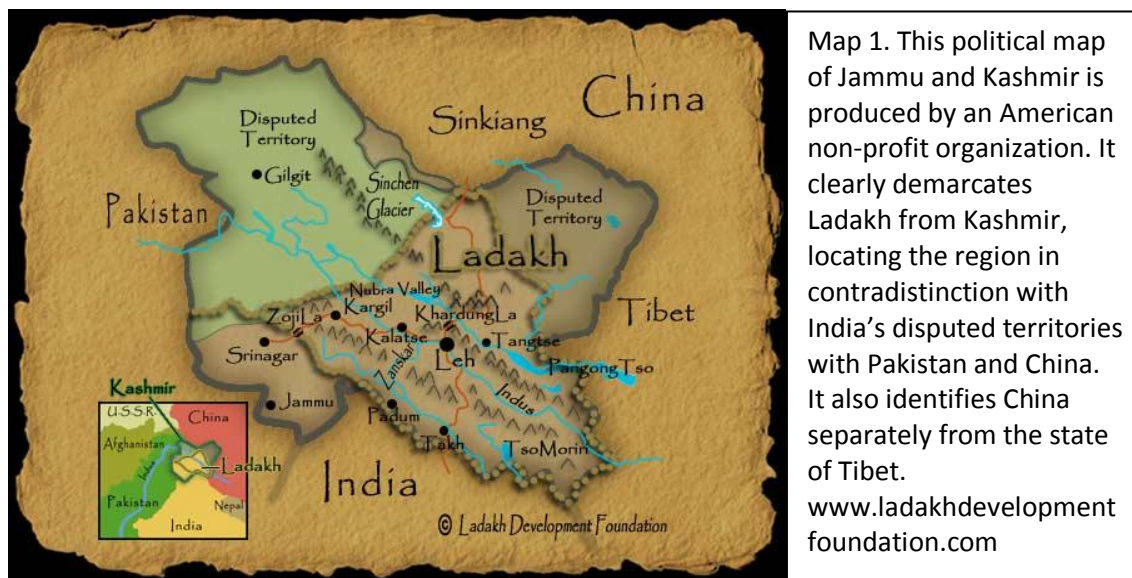 China
Sinkiang
Disputed
Territory
Gilgit
Sinchen
Glacier
Disputed
Territory
Pakistan
Ladakh
Nubra Valley
Tibet
ZojiLa
Kargil
KhardungLa
Srinagar
Kalatse
Leh
Tangtse
Zanskar
PangongTso
Indus
Jammu
Padum
Takh
TsoMorin
India
© Ladakh Development Foundation
Kashmir
U.S.S.R.
China
Afghanistan
Indus
Ladakh
Pakistan
Nepal
India
Map 1. This political map
of Jammu and Kashmir is
produced by an American
non-profit organization. It
clearly demarcates
Ladakh from Kashmir,
locating the region in
contradistinction with
India’s disputed territories
with Pakistan and China.
It also identifies China
separately from the state
of Tibet.
www.ladakhdevelopment
foundation.com